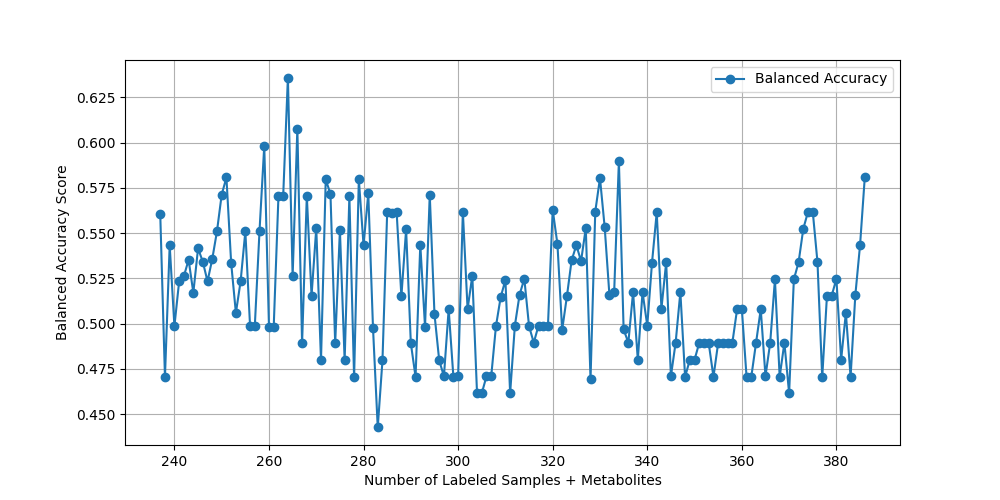 Balanced Accuracy
0.625
0.600
0.575
0.550
0.525
0.500
0.475
0.450
Balanced Accuracy Score
240 260 280 300 320 340 360 380
Number of Labeled Samples + Metabolites